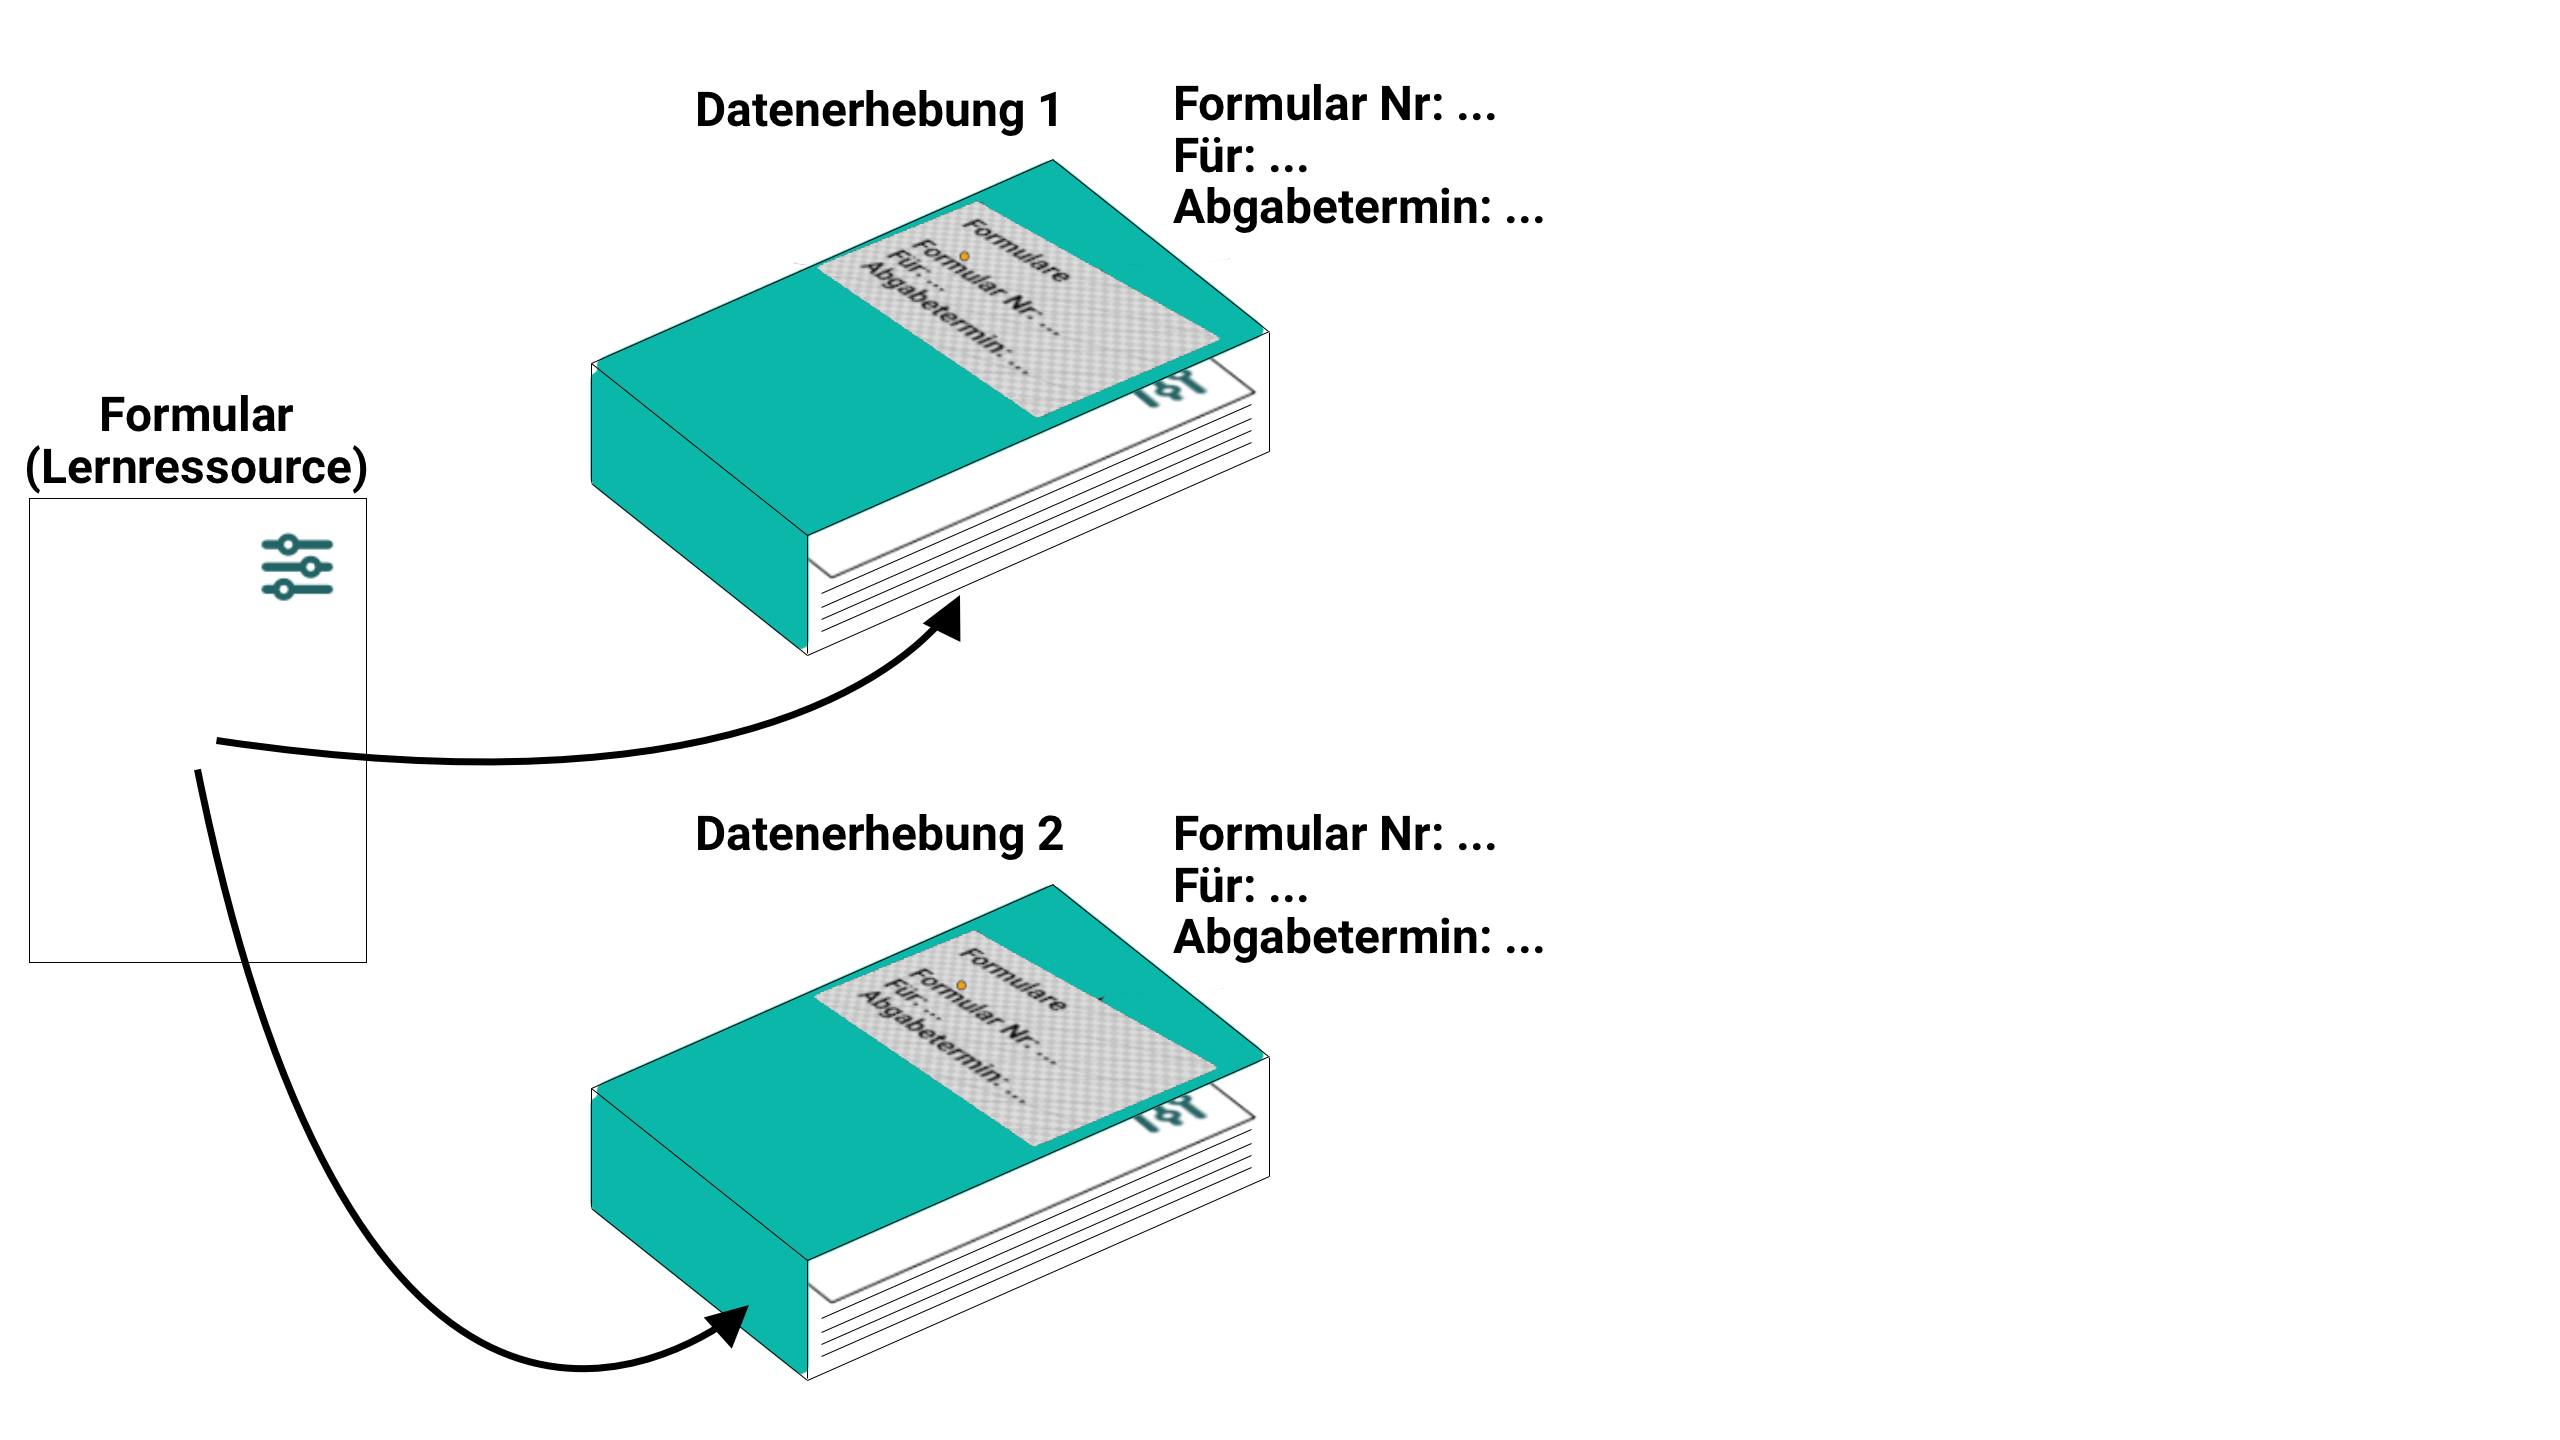 Formular
(Lernressource)
Datenerhebung 1
Formular Nr: ...
Für: ...
Abgabetermin: ...
Formulare
Formular Nr: ...
Für: ...
Abgabetermin: ...
Datenerhebung 2
Formular Nr: ...
Für: ...
Abgabetermin: ...
Formulare
Formular Nr: ...
Für: ...
Abgabetermin: ...